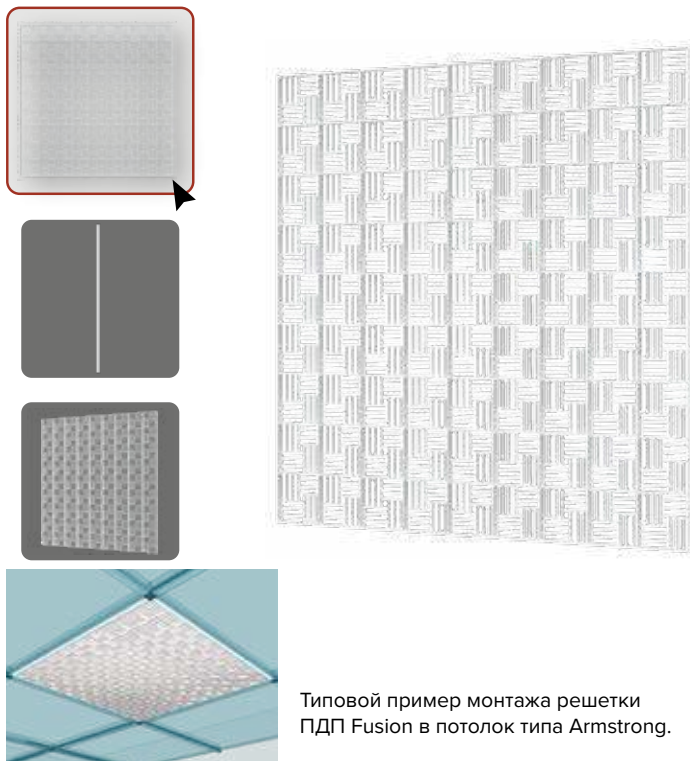 Типовой пример монтажа решетки
ПДП Fusion в потолок типа Armstrong.